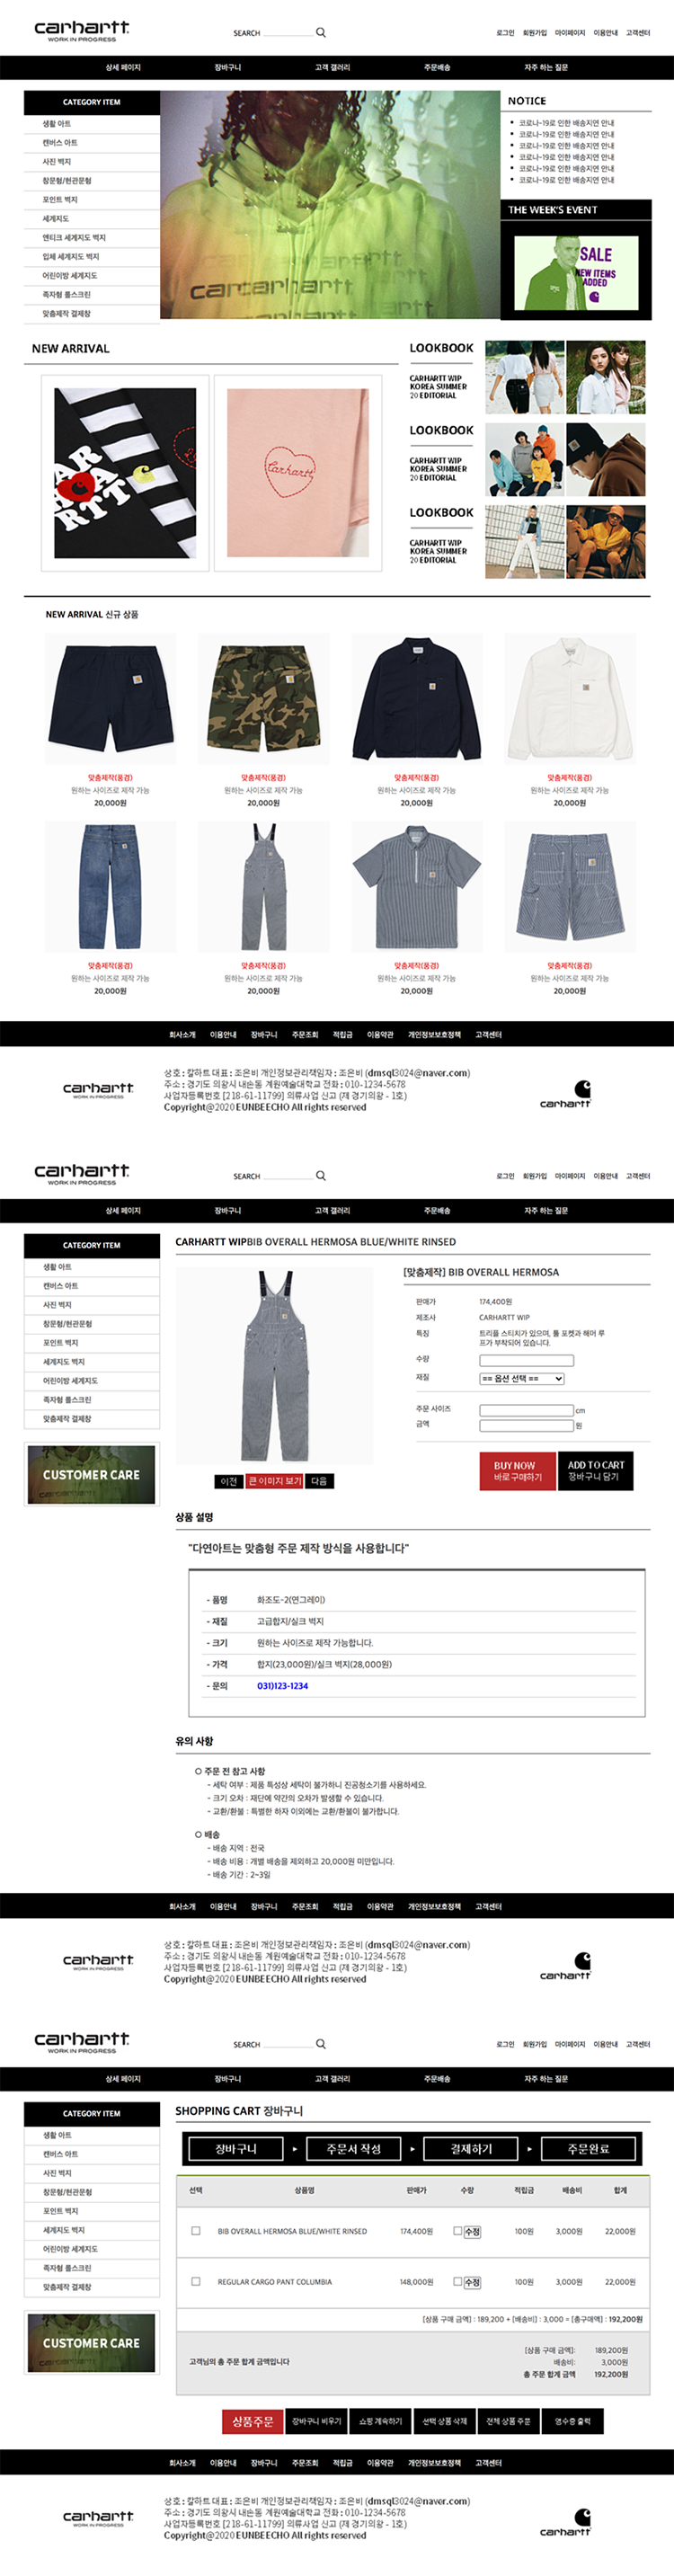 carhartt
WORK IN PROGRESS
SEARCH
로그인 회원가입 마이페이지 이용안내 고객센터
상세 페이지 장바구니 고객 갤러리 주문배송 자주 하는 질문
CATEGORY ITEM
생활 아트
캔버스 아트
사진 벽지
창문형/현관문형
포인트 벽지
세계지도
앤티크 세계지도 벽지
입체 세계지도 벽지
어린이방 세계지도
족자형 롤스크린
맞춤제작 결제창
carhartt
NOTICE
코로나-19로 인한 배송지연 안내
코로나-19로 인한 배송지연 안내
코로나-19로 인한 배송지연 안내
코로나-19로 인한 배송지연 안내
코로나-19로 인한 배송지연 안내
코로나-19로 인한 배송지연 안내
THE WEEK'S EVENT
SALE
NEW ITEMS
ADDED
NEW ARRIVAL
Carhartt
LOOKBOOK
CARHARTT WIP
KOREA SUMMER
20 EDITORIAL
LOOKBOOK
CARHARTT WIP
KOREA SUMMER
20 EDITORIAL
LOOKBOOK
CARHARTT WIP
KOREA SUMMER
20 EDITORIAL
NEW ARRIVAL 신규 상품
맞춤제작(풍경) 맞춤제작(풍경) 맞춤제작(풍경) 맞춤제작(풍경)
원하는 사이즈로 제작 가능 원하는 사이즈로 제작 가능 원하는 사이즈로 제작 가능 원하는 사이즈로 제작 가능
20,000원 20,000원 20,000원 20,000원
맞춤제작(풍경) 맞춤제작(풍경) 맞춤제작(풍경) 맞춤제작(풍경)
원하는 사이즈로 제작 가능 원하는 사이즈로 제작 가능 원하는 사이즈로 제작 가능 원하는 사이즈로 제작 가능
20,000원 20,000원 20,000원 20,000원
회사소개 이용안내 장바구니 주문조회 적립금 이용약관 개인정보보호정책 고객센터
carhartt
WORK IN PROGRESS
상호 : 칼하트 대표 : 조은비 개인정보관리책임자 : 조은비 (dmsql3024@naver.com)
주소 : 경기도 의왕시 내손동 계원예술대학교 전화 : 010-1234-5678
사업자등록번호 [218-61-11799] 의류사업 신고 (제 경기의왕 - 1호)
Copyright@2020 EUNBEECHO All rights reserved
carhartt
carhartt
WORK IN PROGRESS
SEARCH
로그인 회원가입 마이페이지 이용안내 고객센터
상세 페이지 장바구니 고객 갤러리 주문배송 자주 하는 질문
CATEGORY ITEM
생활 아트
캔버스 아트
사진 벽지
창문형/현관문형
포인트 벽지
세계지도 벽지
어린이방 세계지도
족자형 롤스크린
맞춤제작 결제창
CUSTOMER CARE
CARHARTT WIPBIB OVERALL HERMOSA BLUE/WHITE RINSED
이전 큰 이미지 보기 다음
[맞춤제작] BIB OVERALL HERMOSA
판매가 174,400원
제조사 CARHARTT WIP
특징 트리플 스티치가 있으며, 툴 포켓과 해머 루
프가 부착되어 있습니다.
수량
재질 == 옵션 선택 ==
주문 사이즈 cm
금액 원
BUY NOW
바로구매하기
ADD TO CART
장바구니 담기
상품 설명
"다연아트는 맞춤형 주문 제작 방식을 사용합니다"
- 품명 화조도-2(연그레이)
- 재질 고급합지/실크 벽지
- 크기 원하는 사이즈로 제작 가능합니다.
- 가격 합지(23,000원)/실크 벽지(28,000원)
- 문의 031)123-1234
유의 사항
주문 전 참고 사항
- 세탁 여부 : 제품 특성상 세탁이 불가하니 진공청소기를 사용하세요.
- 크기 오차 : 재단에 약간의 오차가 발생할 수 있습니다.
- 교환/환불 : 특별한 하자 이외에는 교환/환불이 불가합니다.
배송
- 배송 지역 : 전국
- 배송 비용 : 개별 배송을 제외하고 20,000원 미만입니다.
- 배송 기간 : 2~3일
회사소개 이용안내 장바구니 주문조회 적립금 이용약관 개인정보보호정책 고객센터
carhartt
WORK IN PROGRESS
상호 : 칼하트 대표 : 조은비 개인정보관리책임자 : 조은비 (dmsql3024@naver.com)
주소 : 경기도 의왕시 내손동 계원예술대학교 전화 : 010-1234-5678
사업자등록번호 [218-61-11799] 의류사업 신고 (제 경기의왕 - 1호)
Copyright@2020 EUNBEECHO All rights reserved
carhartt
carhartt
WORK IN PROGRESS
SEARCH
로그인 회원가입 마이페이지 이용안내 고객센터
상세 페이지 장바구니 고객 갤러리 주문배송 자주 하는 질문
CATEGORY ITEM
생활 아트
캔버스 아트
사진 벽지
창문형/현관문형
포인트 벽지
세계지도 벽지
어린이방 세계지도
족자형 롤스크린
맞춤제작 결제창
CUSTOMER CARE
SHOPPING CART 장바구니
장바구니 ▶ 주문서 작성 ▶ 결제하기 ▶ 주문완료
선택 상품명 판매가 수량 적립금 배송비 합계
BIB OVERALL HERMOSA BLUE/WHITE RINSED 174,400원 수정 100원 3,000원 22,000원
REGULAR CARGO PANT COLUMBIA 148,000원 수정 100원 3,000원 22,000원
[상품 구매 금액] : 189,200 + [배송비] : 3,000 = [총구매액] : 192,200원
고객님의 총 주문 합계 금액입니다
[상품 구매 금액]: 189,200원
배송비: 3,000원
총 주문 합계 금액 192,200원
상품주문 장바구니 비우기 쇼핑 계속하기 선택 상품 삭제 전체 상품 주문 영수증 출력
회사소개 이용안내 장바구니 주문조회 적립금 이용약관 개인정보보호정책 고객센터
carhartt
WORK IN PROGRESS
상호 : 칼하트 대표 : 조은비 개인정보관리책임자 : 조은비 (dmsql3024@naver.com)
주소 : 경기도 의왕시 내손동 계원예술대학교 전화 : 010-1234-5678
사업자등록번호 [218-61-11799] 의류사업 신고 (제 경기의왕 - 1호)
Copyright@2020 EUNBEECHO All rights reserved
carhartt